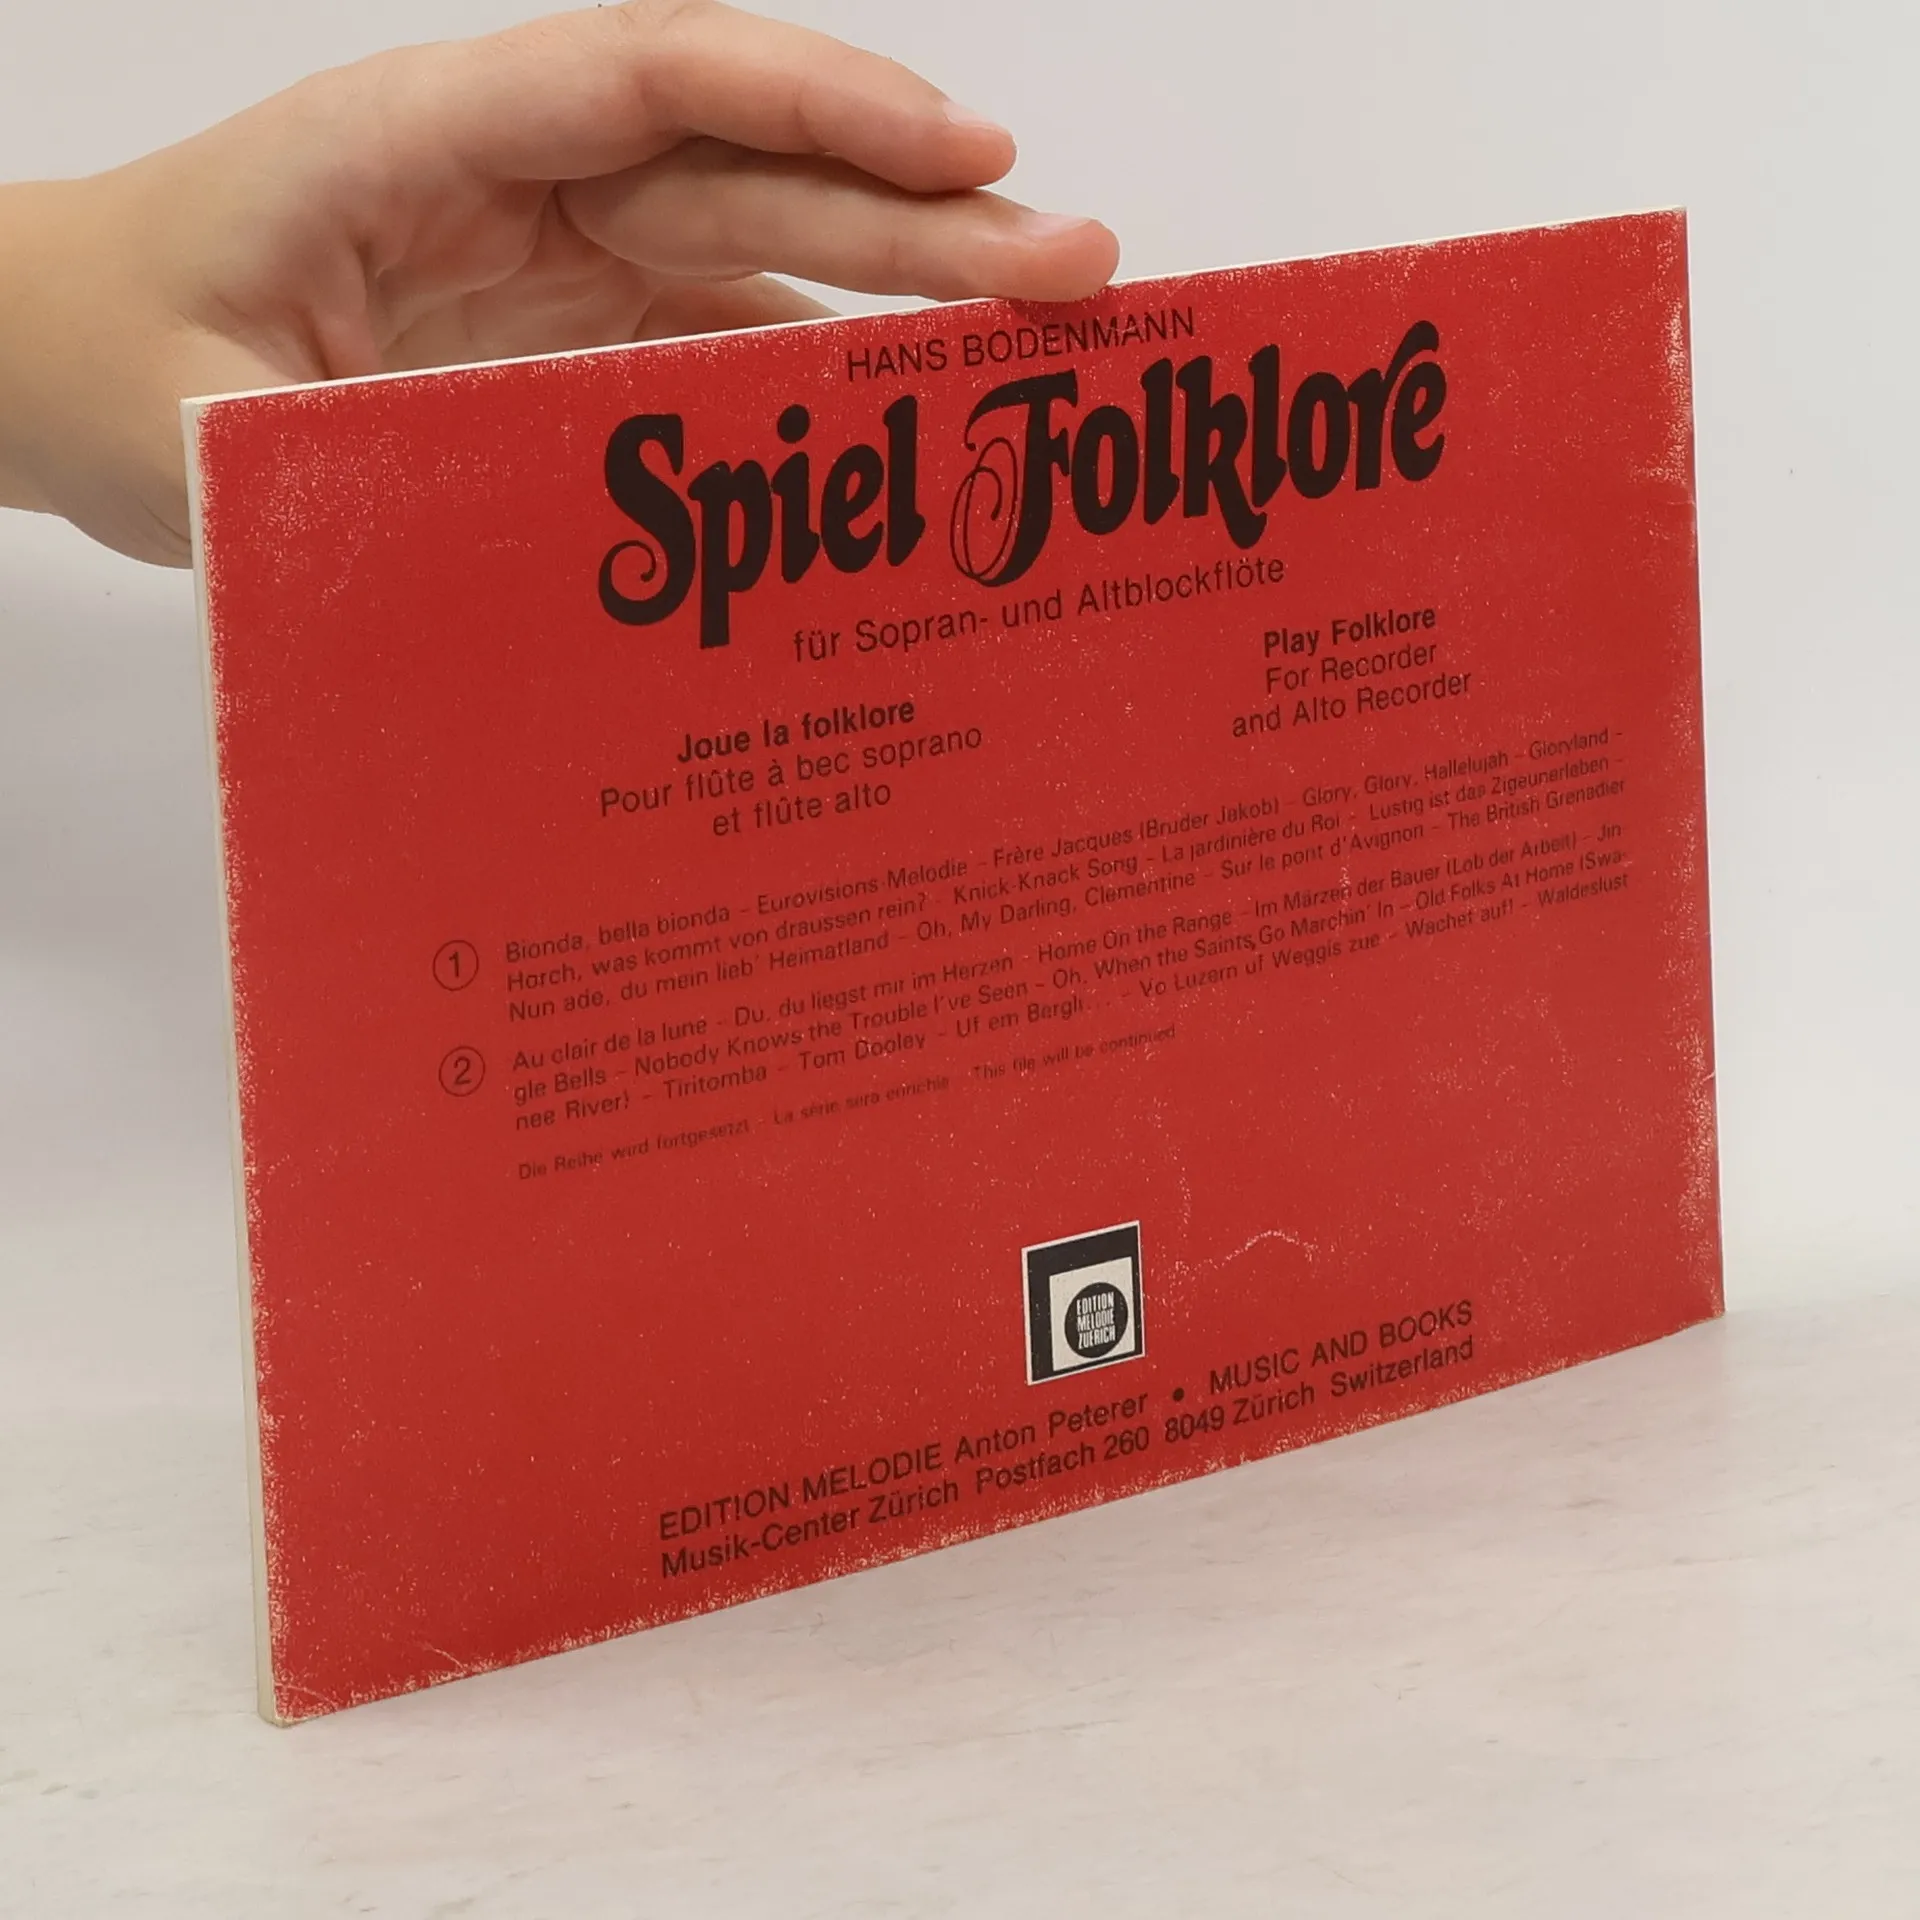 HANS BODENMANN
Spiel Folklore
für Sopran- und Altblockflöte
Joue la folklore
Pour flûte à bec soprano
et flûte alto
Play Folklore
For Recorder
and Alto Recorder
1 Bionda, bella bionda – Eurovisions-Melodie – Frère Jacques (Bruder Jakob) – Glory, Glory, Hallelujah – Gloryland –
Horch, was kommt von draussen rein? – Knick-Knack Song – La jardinière du Roi – Lustig ist das Zigeunerleben –
Nun ade, du mein lieb' Heimatland – Oh, My Darling, Clementine – Sur le pont d'Avignon – The British Grenadier
2 Au clair de la lune – Du, du liegst mir im Herzen – Home On the Range – Im Märzen der Bauer (Lob der Arbeit) – Jin-
gle Bells – Nobody Knows the Trouble I've Seen – Oh, When the Saints Go Marchin' In – Old Folks At Home (Swa-
nee River) – Tiritomba – Tom Dooley – Uf em Bergli... – Vo Luzern uf Weggis zue – Wachet auf! – Waldeslust
Die Reihe wird fortgesetzt – La série sera enrichie – This file will be continued
EDITION
MELODIE
ZUERICH
EDITION MELODIE Anton Peterer • MUSIC AND BOOKS
Musik-Center Zürich Postfach 260 8049 Zürich Switzerland